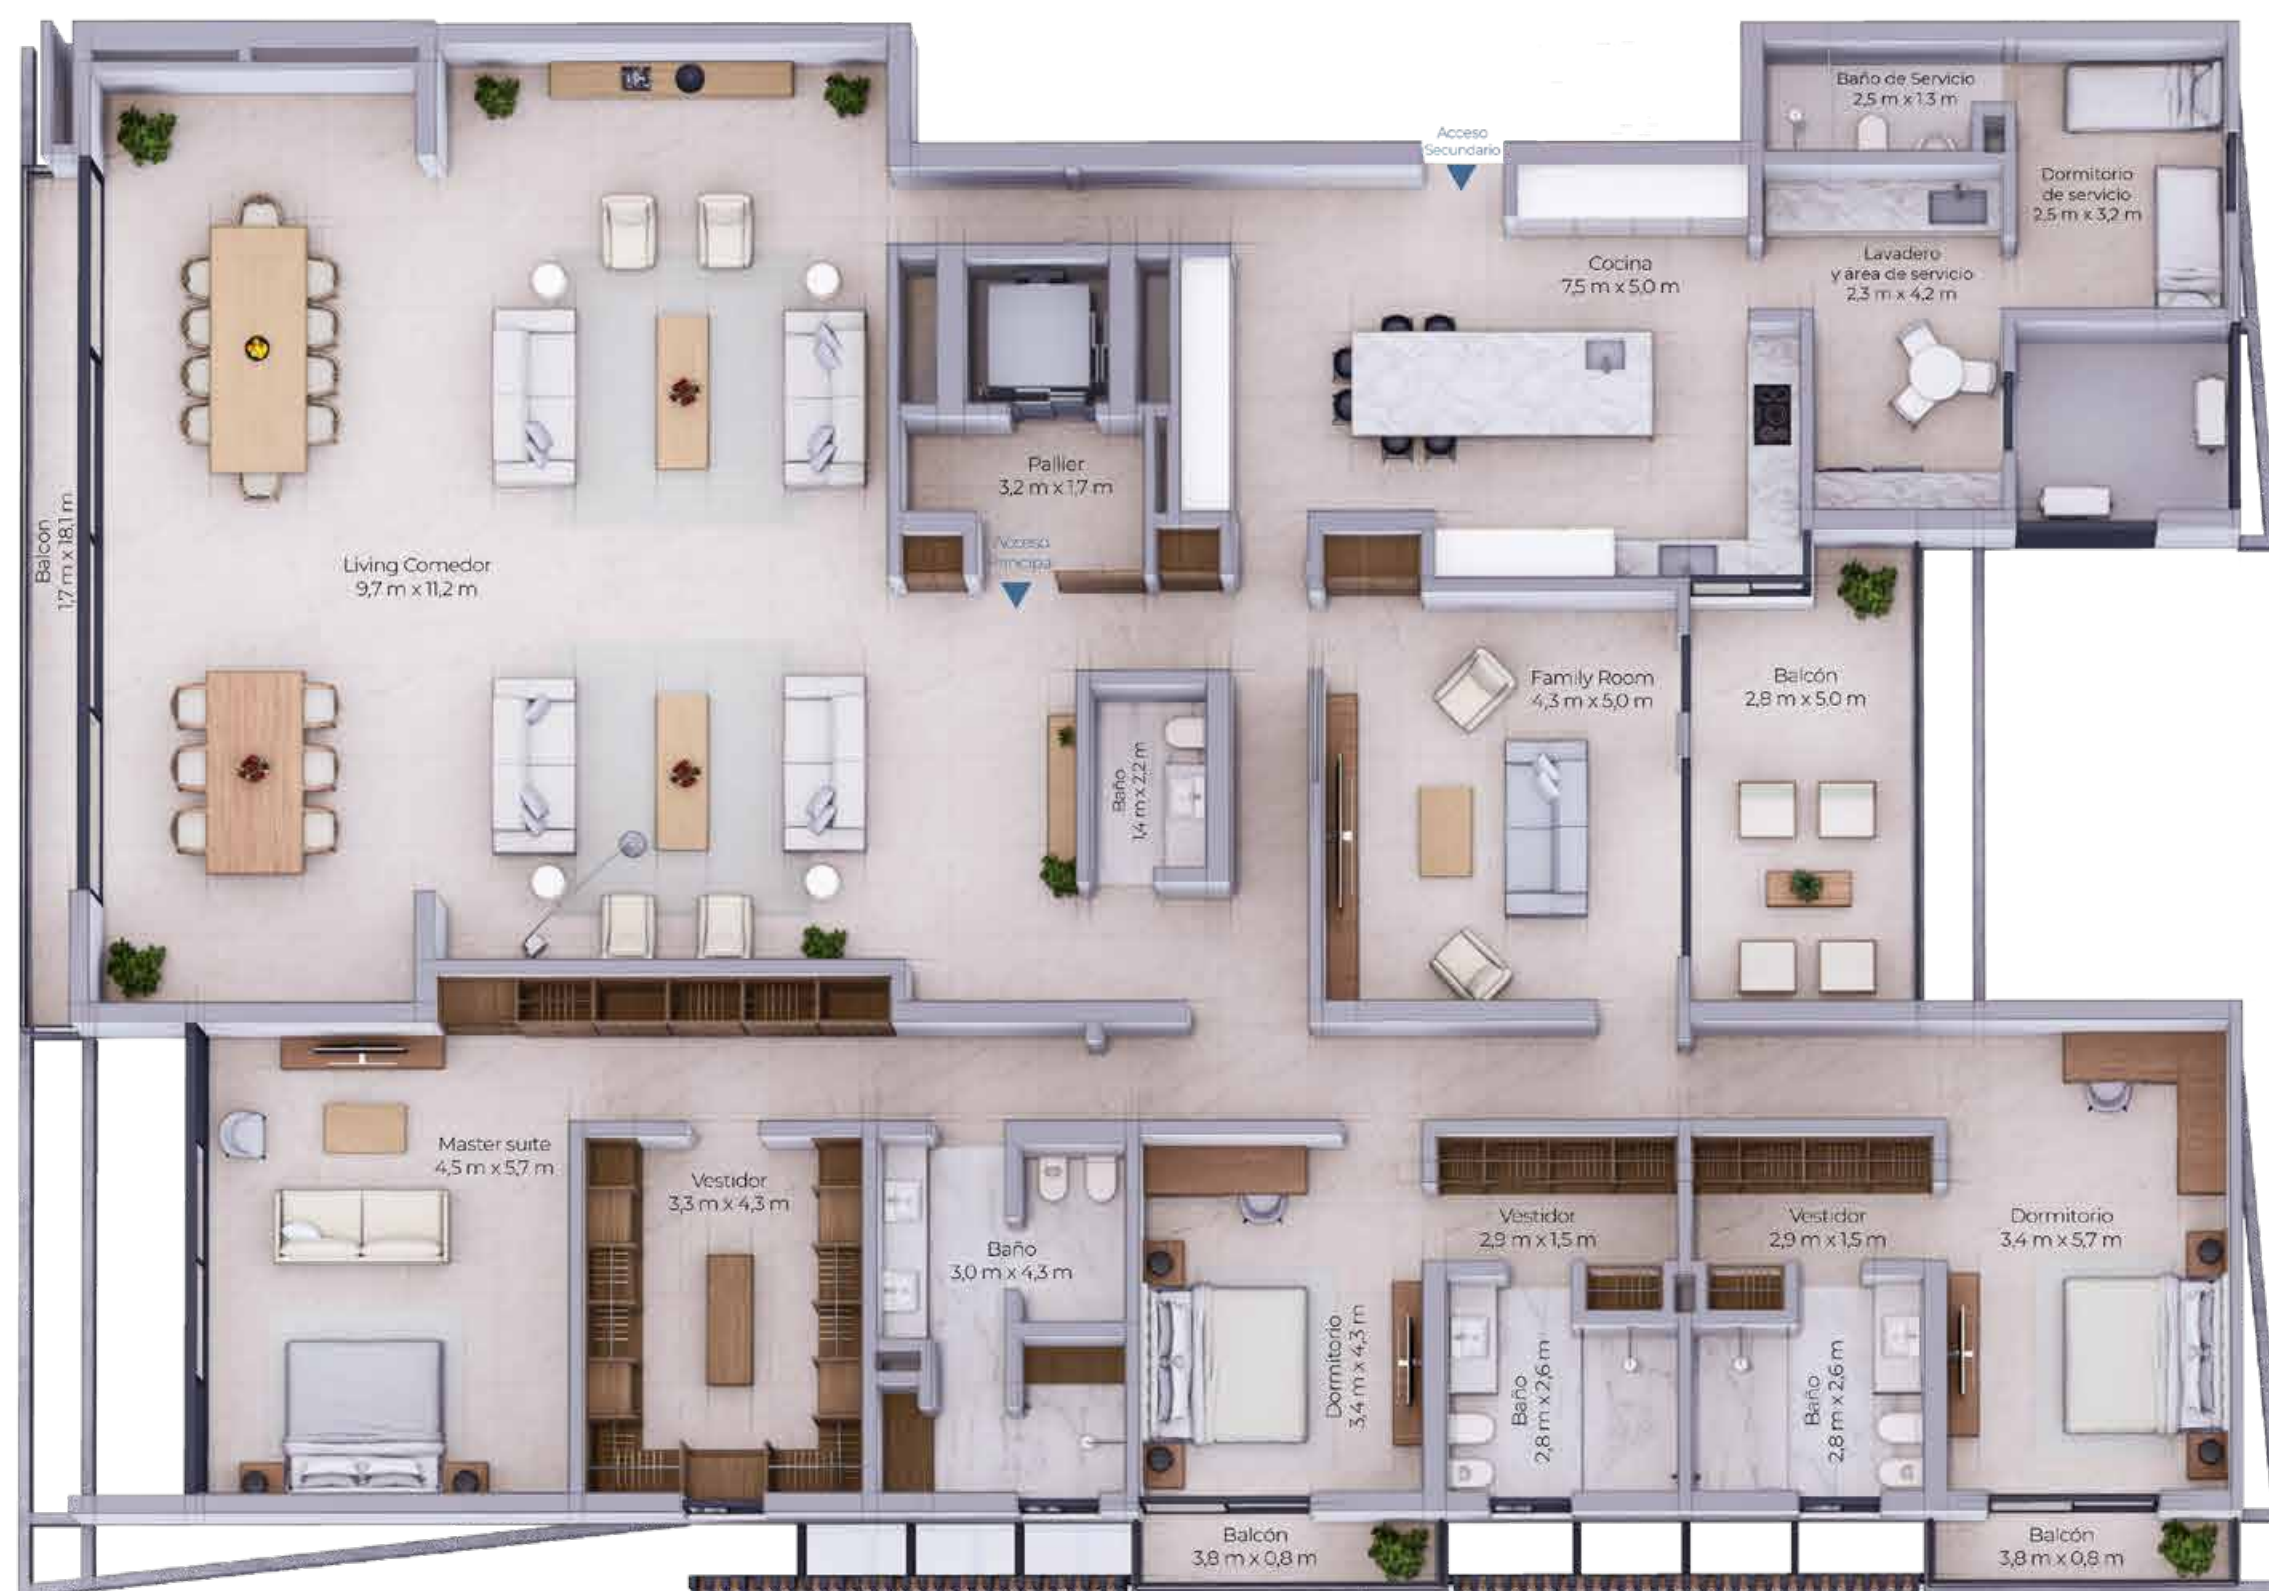 Baño de Servicio
2,5 m x 1.3 m
Acceso
Secundario
Dormitorio
de servicio
2.5 m x 3,2 m
Cocina
7,5 m x 5,0 m
Lavadero
y área de servicio
2.3 m x 4,2 m
Pallier
3,2 m x 1,7 m
Acceso
Principal
Balcón
1,7 m x 18,1 m
Living Comedor
9,7 m x 11,2 m
Family Room
4,3 m x 5,0 m
Balcón
2,8 m x 5,0 m
Baño
1,4 m x 2,2 m
Master suite
4,5 m x 5,7 m
Vestidor
3,3 m x 4,3 m
Baño
3,0 m x 4,3 m
Dormitorio
3,4 m x 4,3 m
Vestidor
2,9 m x 1,5 m
Vestidor
2,9 m x 1,5 m
Dormitorio
3,4 m x 5,7 m
Baño
2,8 m x 2,6 m
Baño
2,8 m x 2,6 m
Balcón
3,8 m x 0,8 m
Balcón
3,8 m x 0,8 m